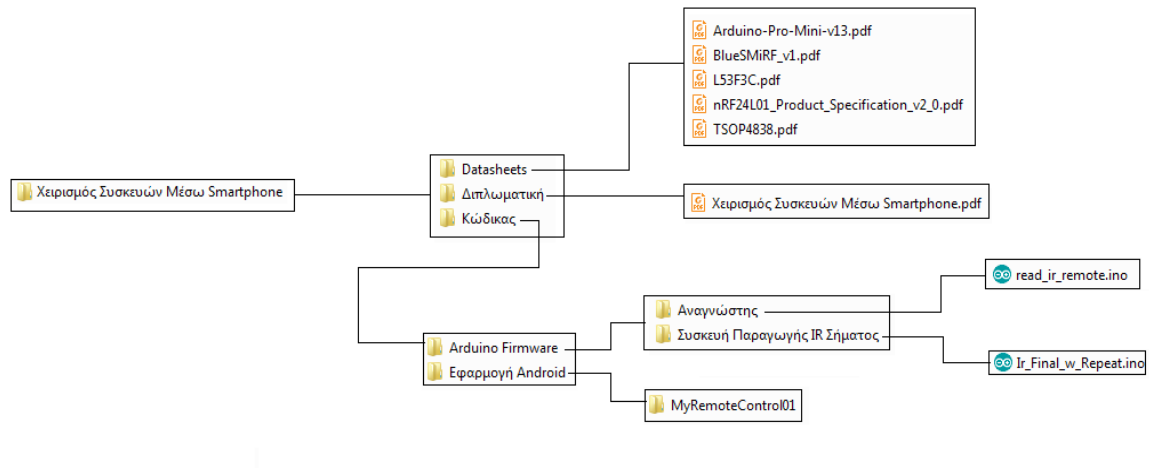 Arduino-Pro-Mini-v13.pdf
BlueSMiRF_v1.pdf
L53F3C.pdf
nRF24L01_Product_Specification_v2_0.pdf
TSOP4838.pdf
Χειρισμός Συσκευών Μέσω Smartphone
Datasheets
Διπλωματική
Κώδικας
Χειρισμός Συσκευών Μέσω Smartphone.pdf
Arduino Firmware
Εφαρμογή Android
Αναγνώστης
Συσκευή Παραγωγής IR Σήματος
read_ir_remote.ino
Ir_Final_w_Repeat.ino
MyRemoteControl01